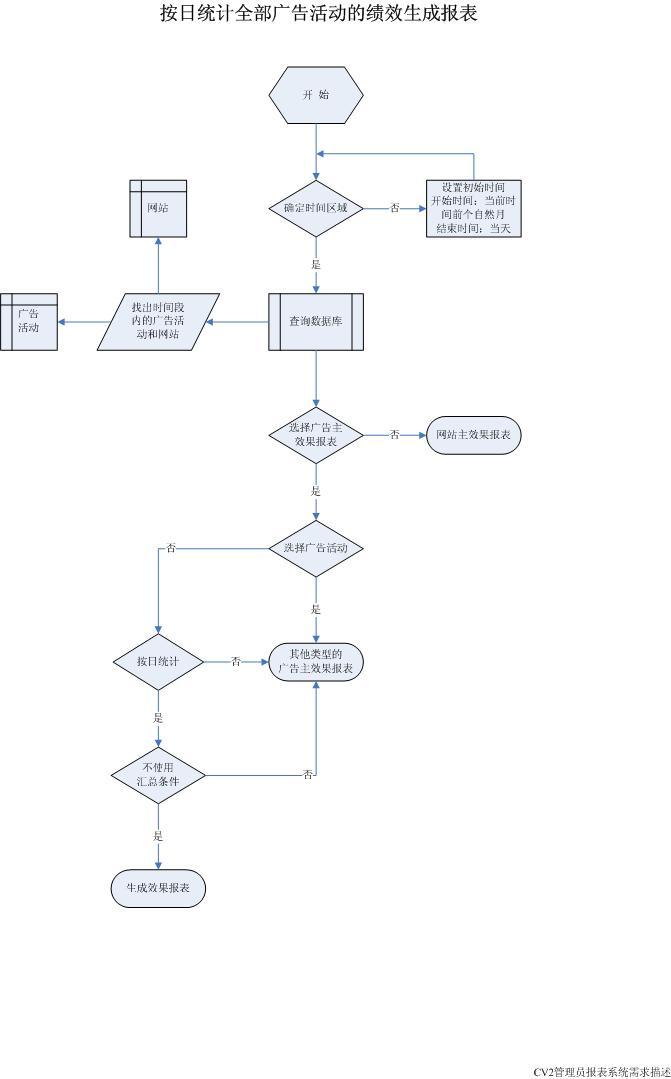 按日统计全部广告活动的绩效生成报表
开 始
设置初始时间
开始时间：当前时
间前个自然月
结束时间：当天
网站
确定时间区域
否
是
广告
活动
找出时间段
内的广告活
动和网站
查询数据库
选择广告主
效果报表
否
网站主效果报表
是
选择广告活动
否
是
按日统计
否
其他类型的
广告主效果报表
是
不使用
汇总条件
否
是
生成效果报表
CV2管理员报表系统需求描述